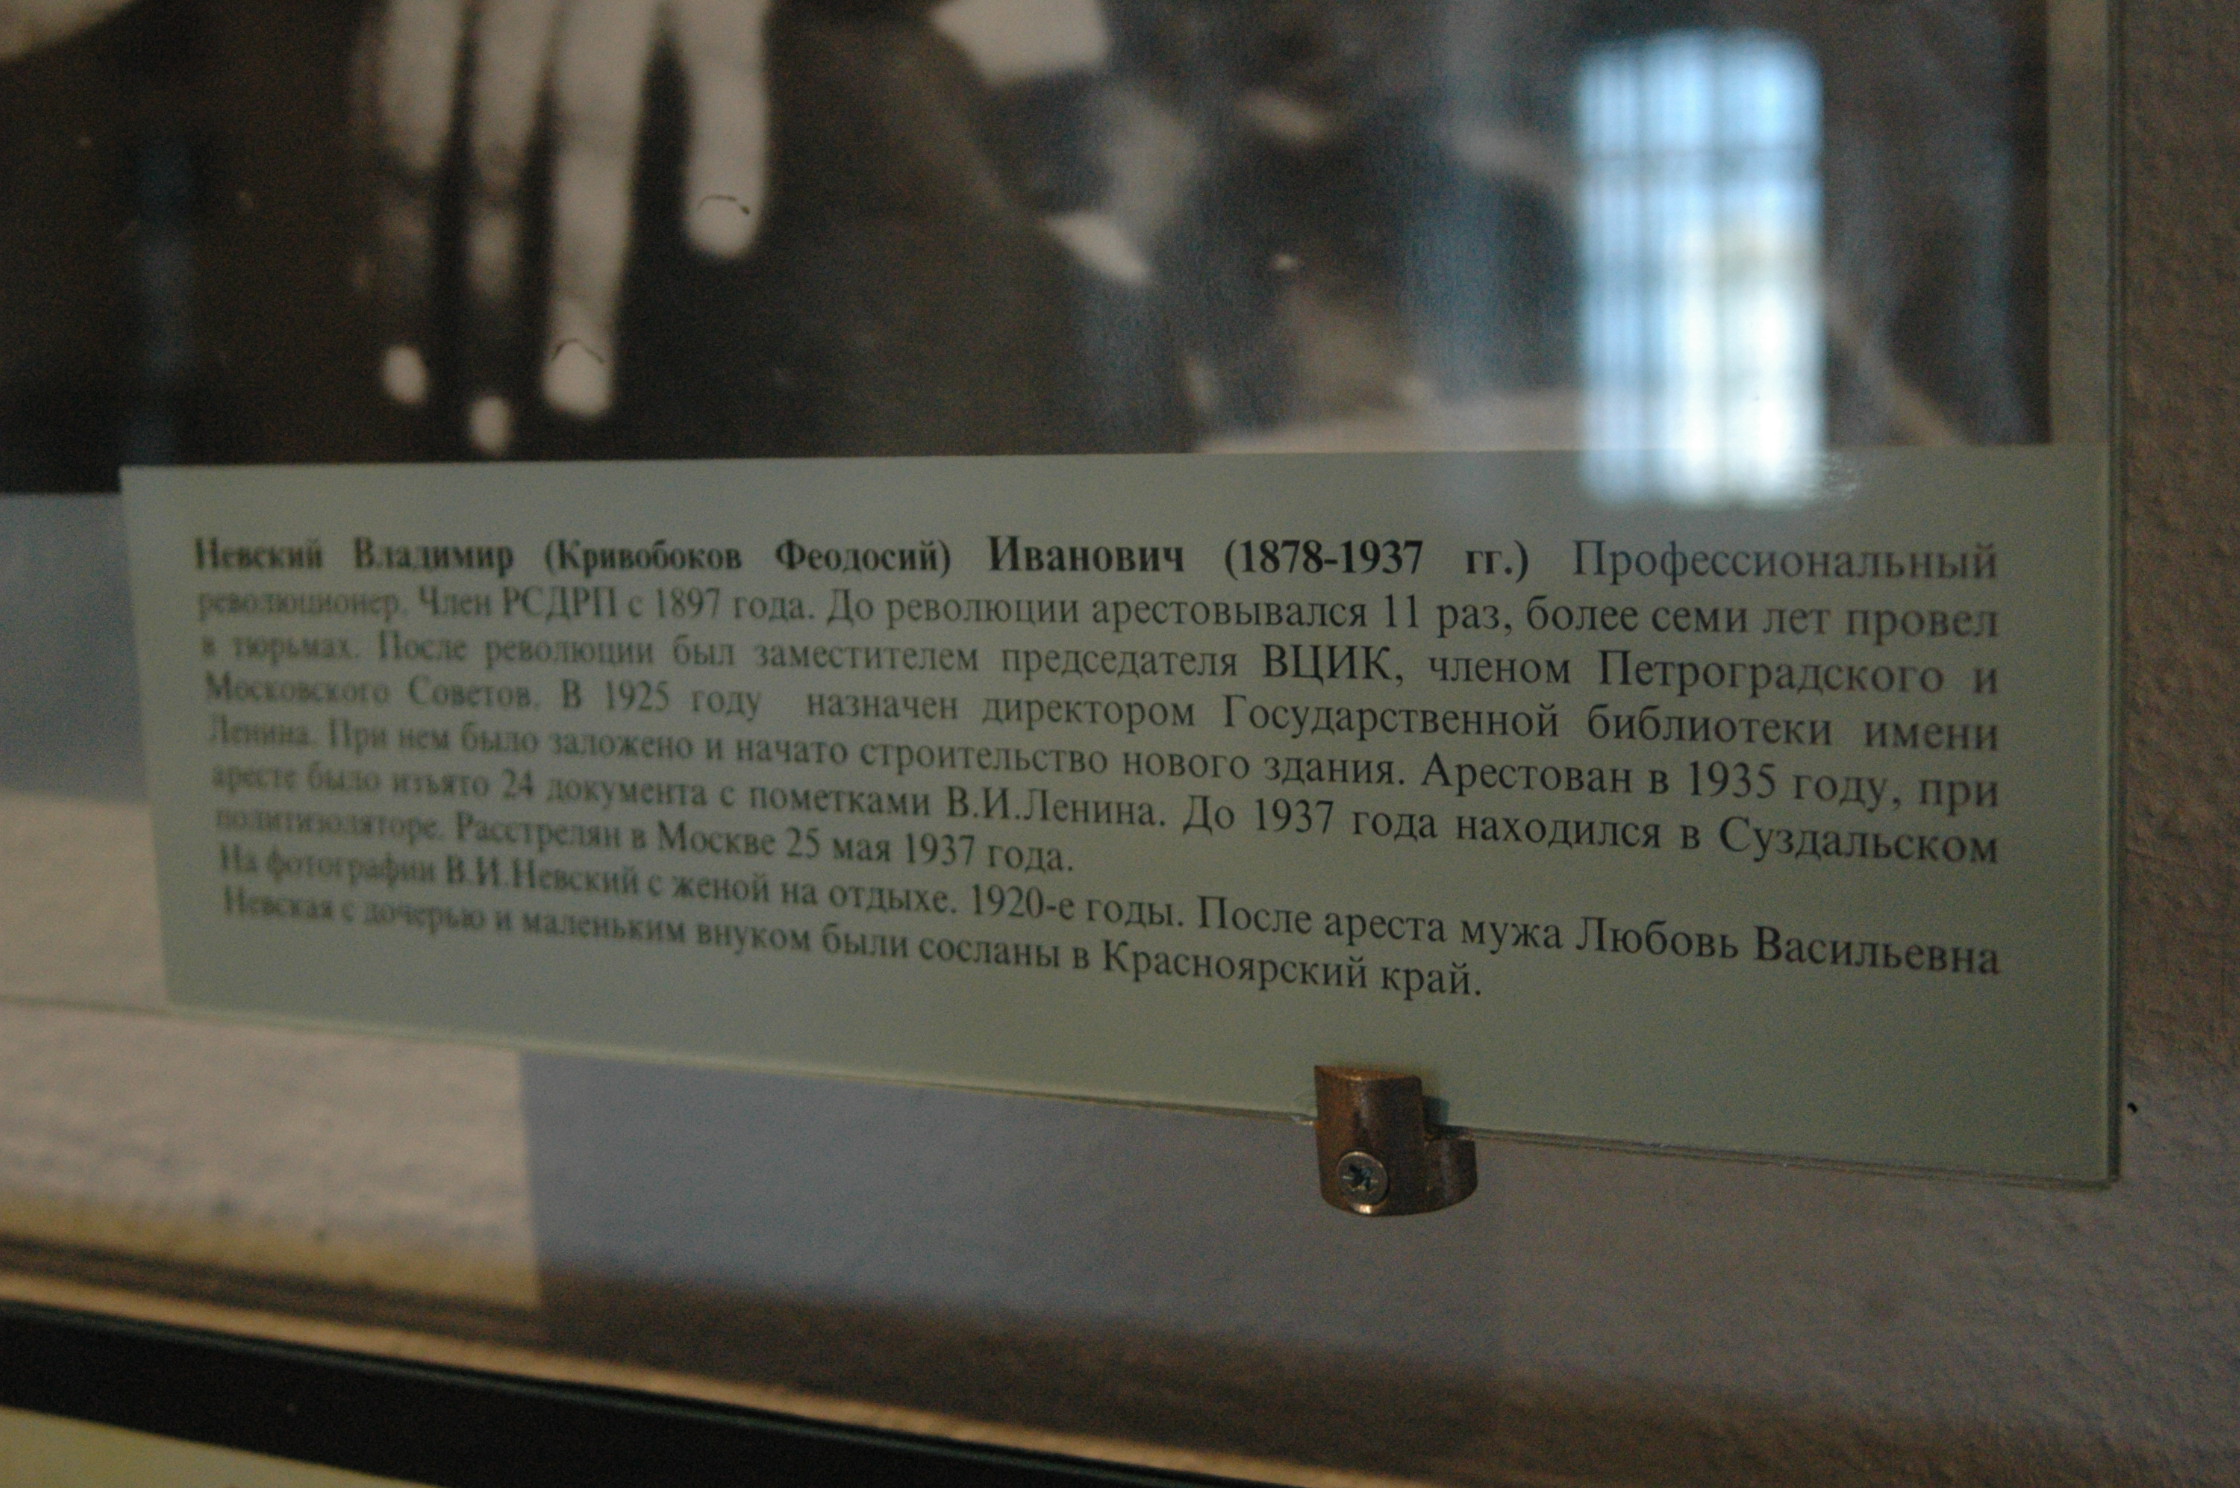 Невский Владимир (Кривобоков Феодосий) Иванович (1878-1937 гг.) Профессиональный
революционер. Член РСДРП с 1897 года. До революции арестовывался 11 раз, более семи лет провел
в тюрьмах. После революции был заместителем председателя ВЦИК, членом Петроградского и
Московского Советов. В 1925 году назначен директором Государственной библиотеки имени
Ленина. При нем было заложено и начато строительство нового здания. Арестован в 1935 году, при
аресте было изъято 24 документа с пометками В.И.Ленина. До 1937 года находился в Суздальском
политизоляторе. Расстрелян в Москве 25 мая 1937 года.
На фотографии В.И.Невский с женой на отдыхе. 1920-е годы. После ареста мужа Любовь Васильевна
Невская с дочерью и маленьким внуком были сосланы в Красноярский край.